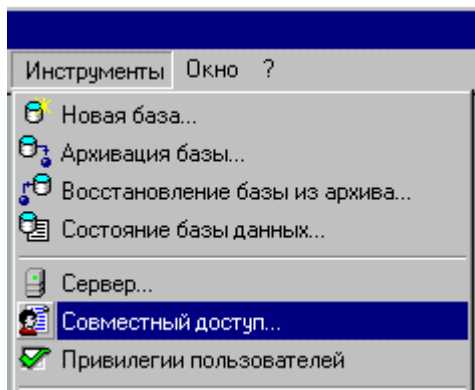 Инструменты Окно ?
Новая база...
Архивация базы...
Восстановление базы из архива...
Состояние базы данных...
Сервер...
Совместный доступ...
Привилегии пользователей